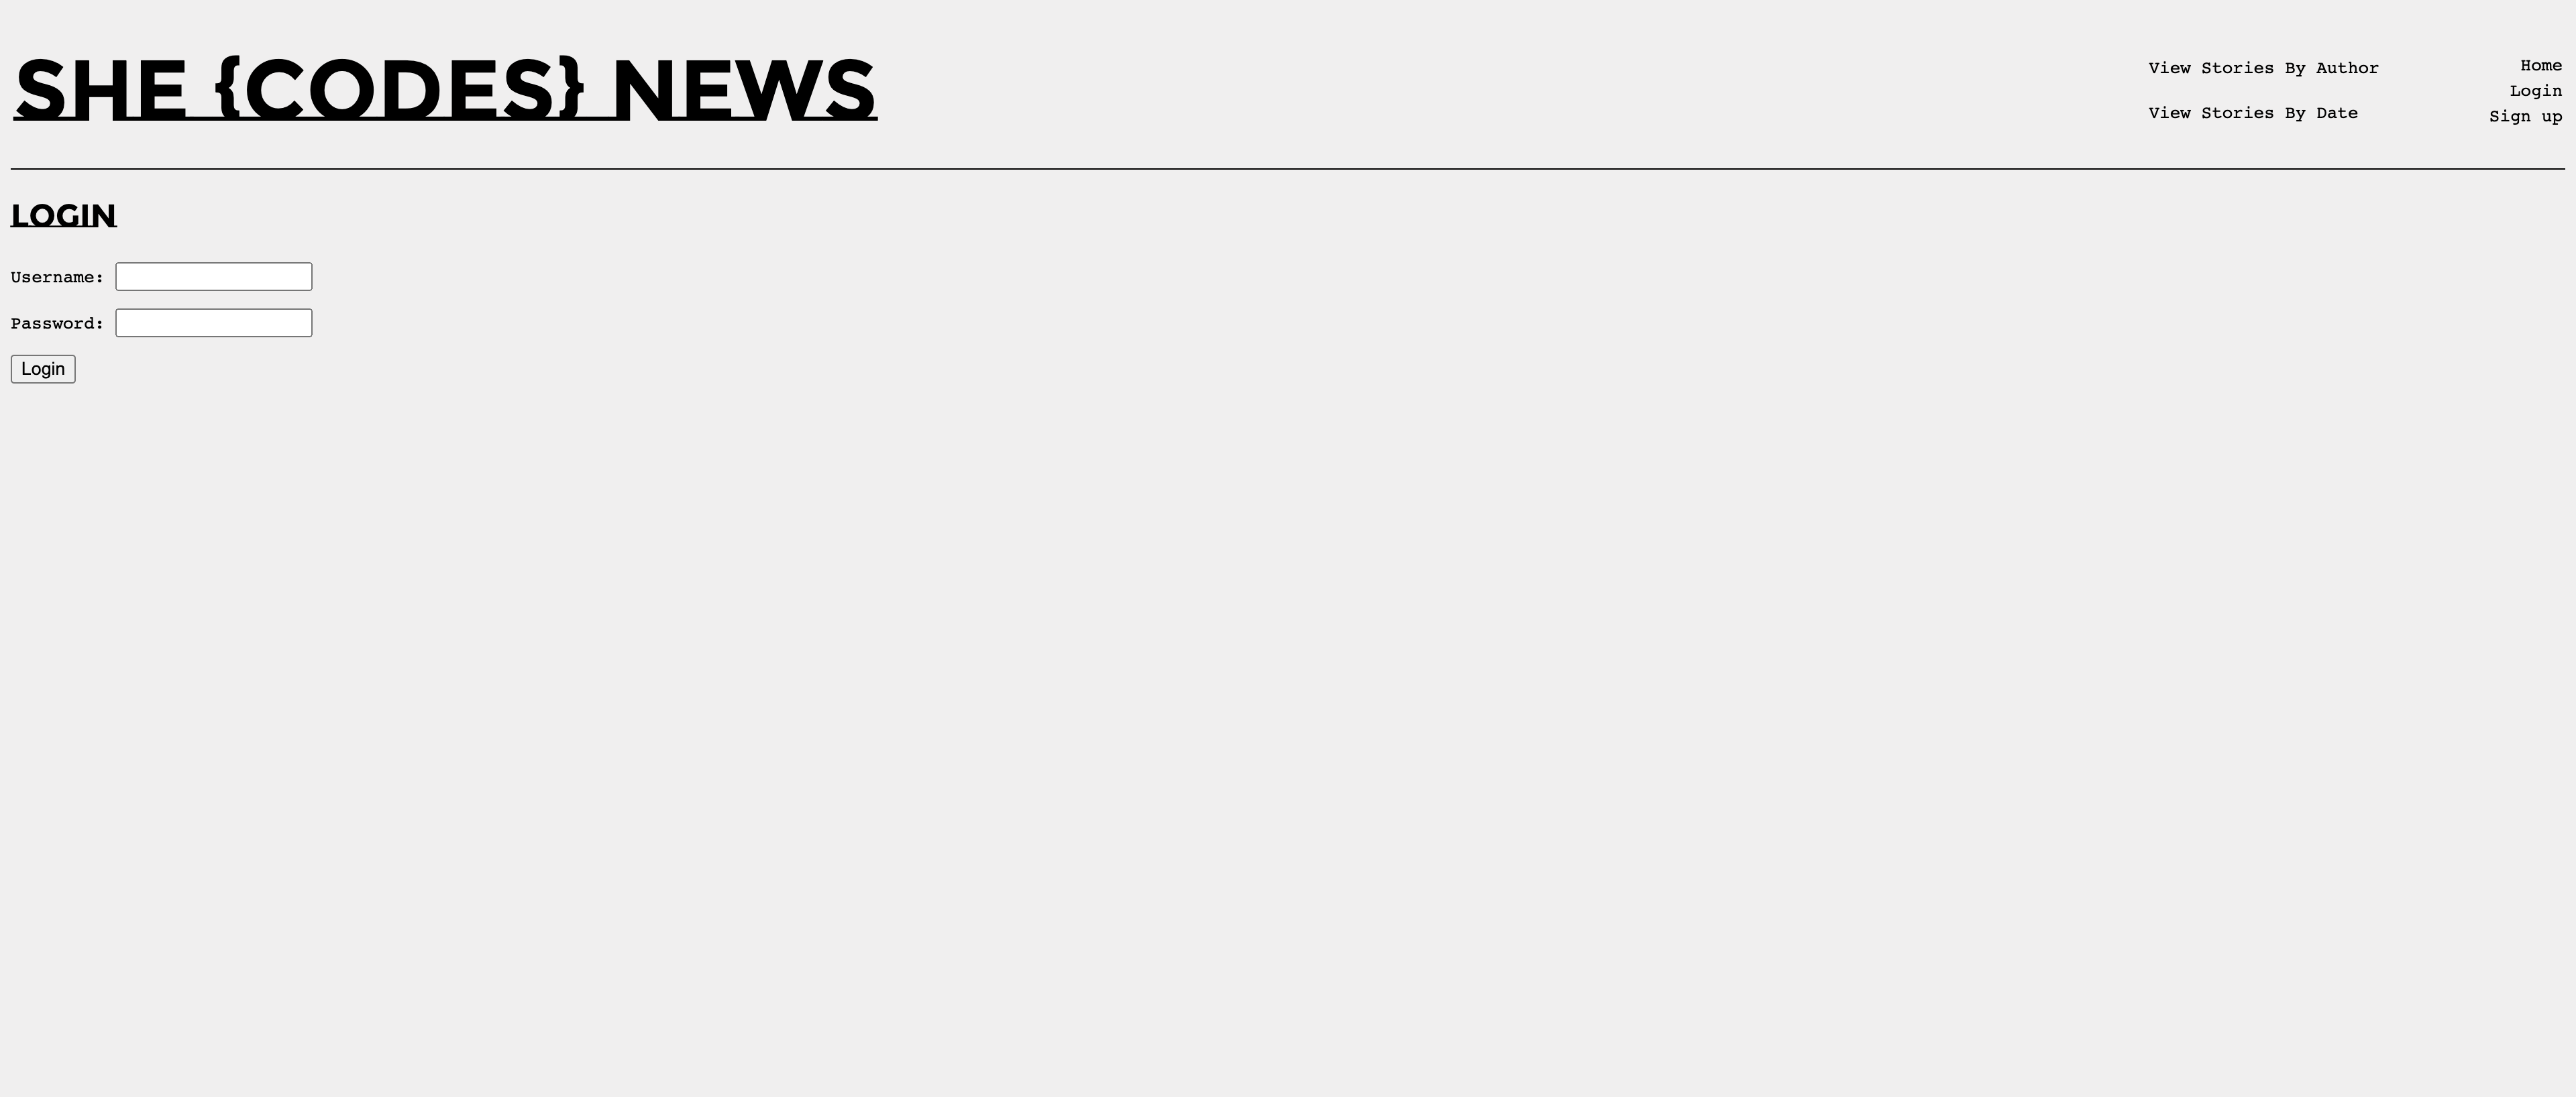 SHE {CODES} NEWS
View Stories By Author
View Stories By Date
Home
Login
Sign up
LOGIN
Username:
Password:
Login